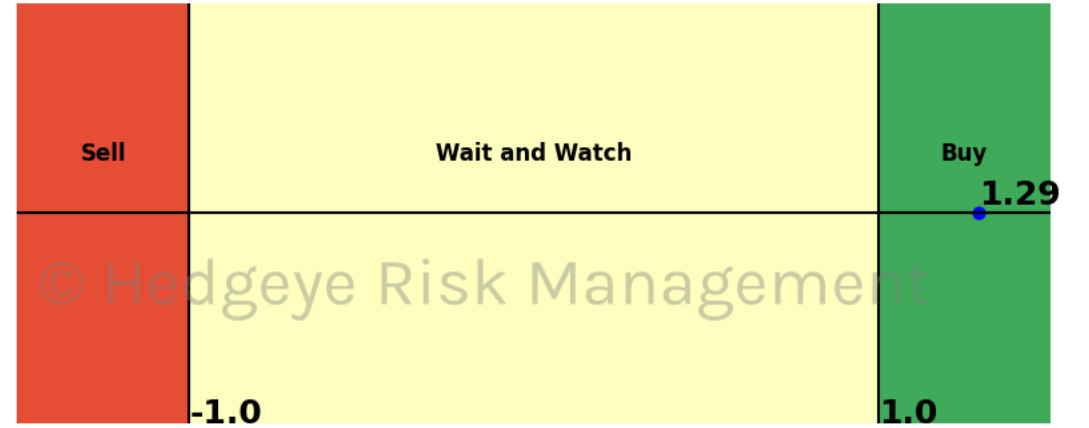 Sell
Wait and Watch
Buy
1.29
© Hedgeye Risk Management
-1.0
1.0